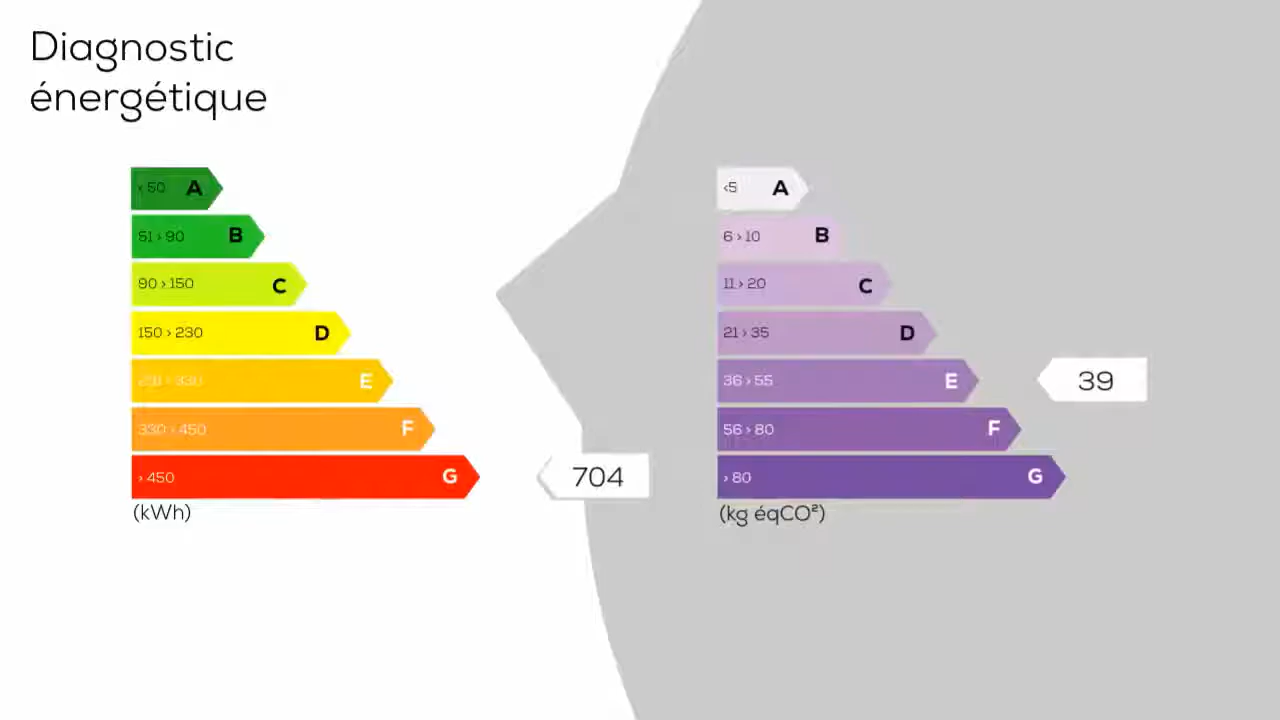 Diagnostic
énergétique
< 50 A
51 > 90 B
90 > 150 C
150 > 230 D
E
330 > 450 F
> 450 G
704
(kWh)
<5 A
6 > 10 B
11 > 20 C
21 > 35 D
36 > 55 E
39
56 > 80 F
> 80 G
(kg éqCO²)